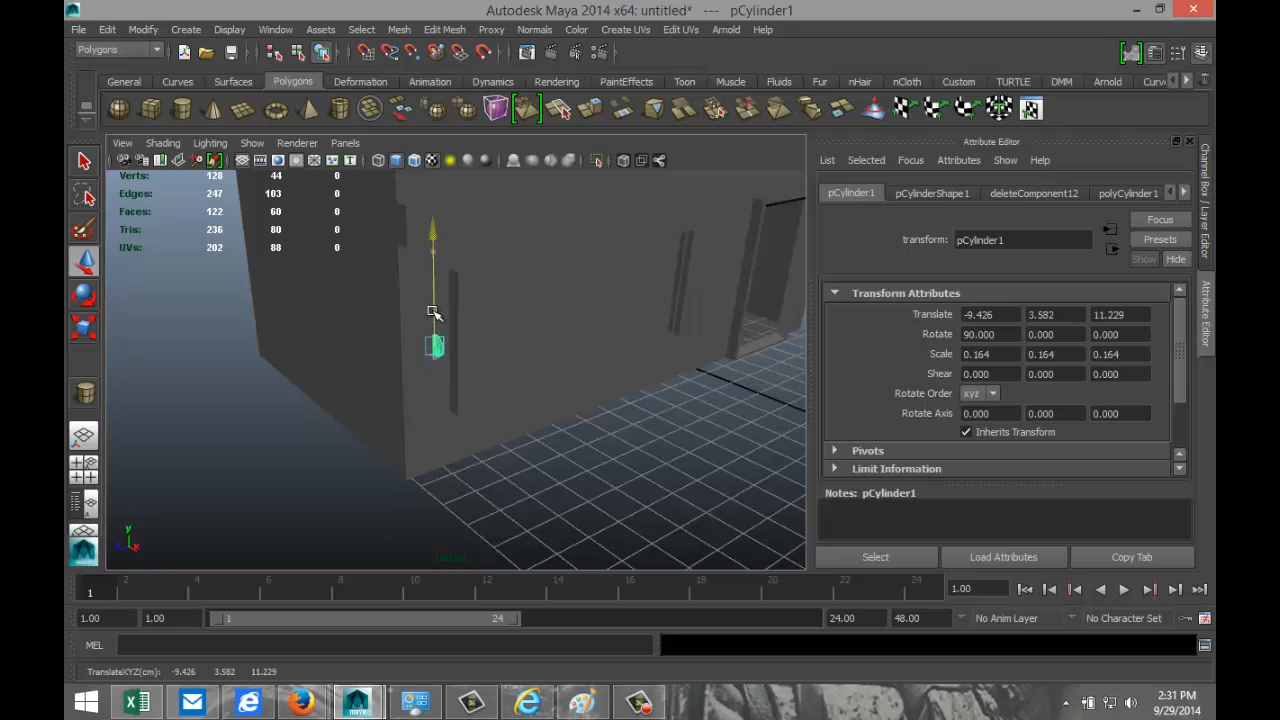 Autodesk Maya 2014 x64: untitled* --- pCylinder1
File Edit Modify Create Display Window Assets Select Mesh Edit Mesh Proxy Normals Color Create UVs Edit UVs Arnold Help
Polygons
General Curves Surfaces Polygons Deformation Animation Dynamics Rendering PaintEffects Toon Muscle Fluids Fur nHair nCloth Custom TURTLE DMM Arnold Curv
View Shading Lighting Show Renderer Panels
Verts: 128 44 0
Edges: 247 103 0
Faces: 122 60 0
Tris: 236 80 0
UVs: 202 88 0
y
x
z
persp
Attribute Editor
List Selected Focus Attributes Show Help
pCylinder1 pCylinderShape1 deleteComponent12 polyCylinder1
transform: pCylinder1
Focus
Presets
Show Hide
Transform Attributes
Translate -9.426 3.582 11.229
Rotate 90.000 0.000 0.000
Scale 0.164 0.164 0.164
Shear 0.000 0.000 0.000
Rotate Order xyz
Rotate Axis 0.000 0.000 0.000
Inherits Transform
Pivots
Limit Information
Notes: pCylinder1
Select Load Attributes Copy Tab
Channel Box / Layer Editor
Attribute Editor
2 4 6 8 10 12 14 16 18 20 22 24
1
1.00
1.00 1.00 1 24 24.00 48.00 No Anim Layer No Character Set
MEL
TranslateXYZ(cm): -9.426 3.582 11.229
MAYA
2:31 PM
9/29/2014